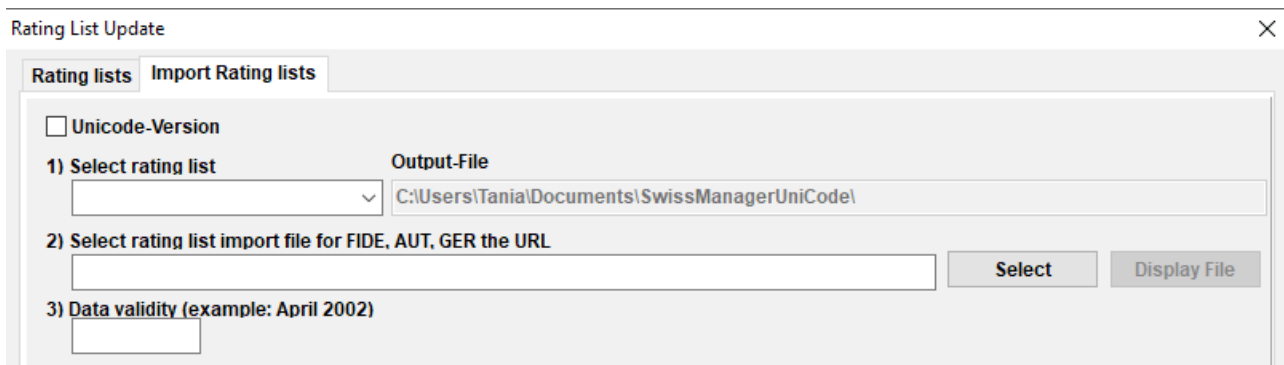 Rating List Update
Rating lists Import Rating lists
Unicode-Version
1) Select rating list Output-File
C:\Users\Tania\Documents\SwissManagerUniCode\
2) Select rating list import file for FIDE, AUT, GER the URL
Select Display File
3) Data validity (example: April 2002)